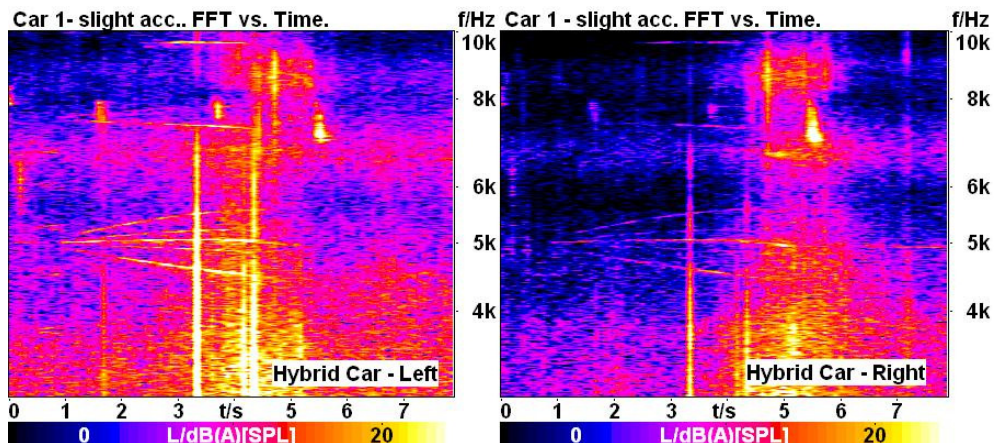 Car 1- slight acc.. FFT vs. Time.
f/Hz
10k
8k
6k
5k
4k
Hybrid Car - Left
0 1 2 3 t/s 5 6 7
0 L/dB(A)[SPL] 20
Car 1 - slight acc.. FFT vs. Time.
f/Hz
10k
8k
6k
5k
4k
Hybrid Car - Right
0 1 2 3 t/s 5 6 7
0 L/dB(A)[SPL] 20